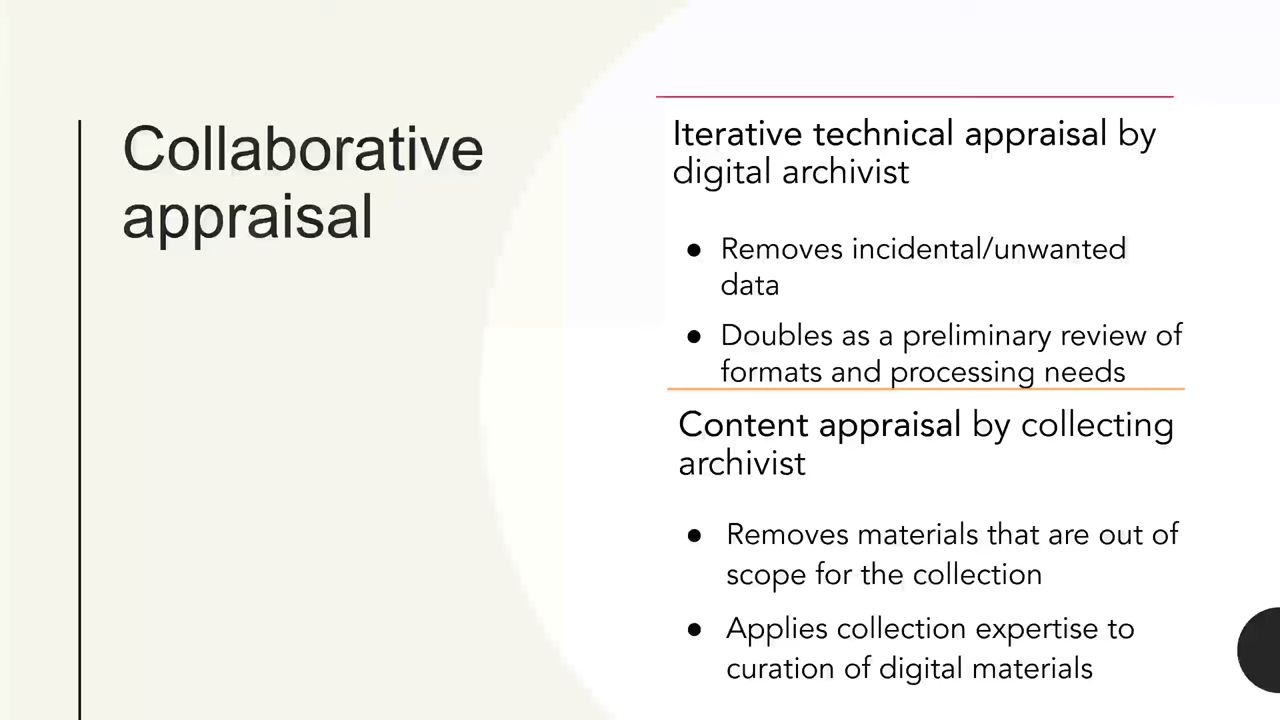 Collaborative
appraisal
Iterative technical appraisal by
digital archivist
● Removes incidental/unwanted
data
● Doubles as a preliminary review of
formats and processing needs
Content appraisal by collecting
archivist
● Removes materials that are out of
scope for the collection
● Applies collection expertise to
curation of digital materials